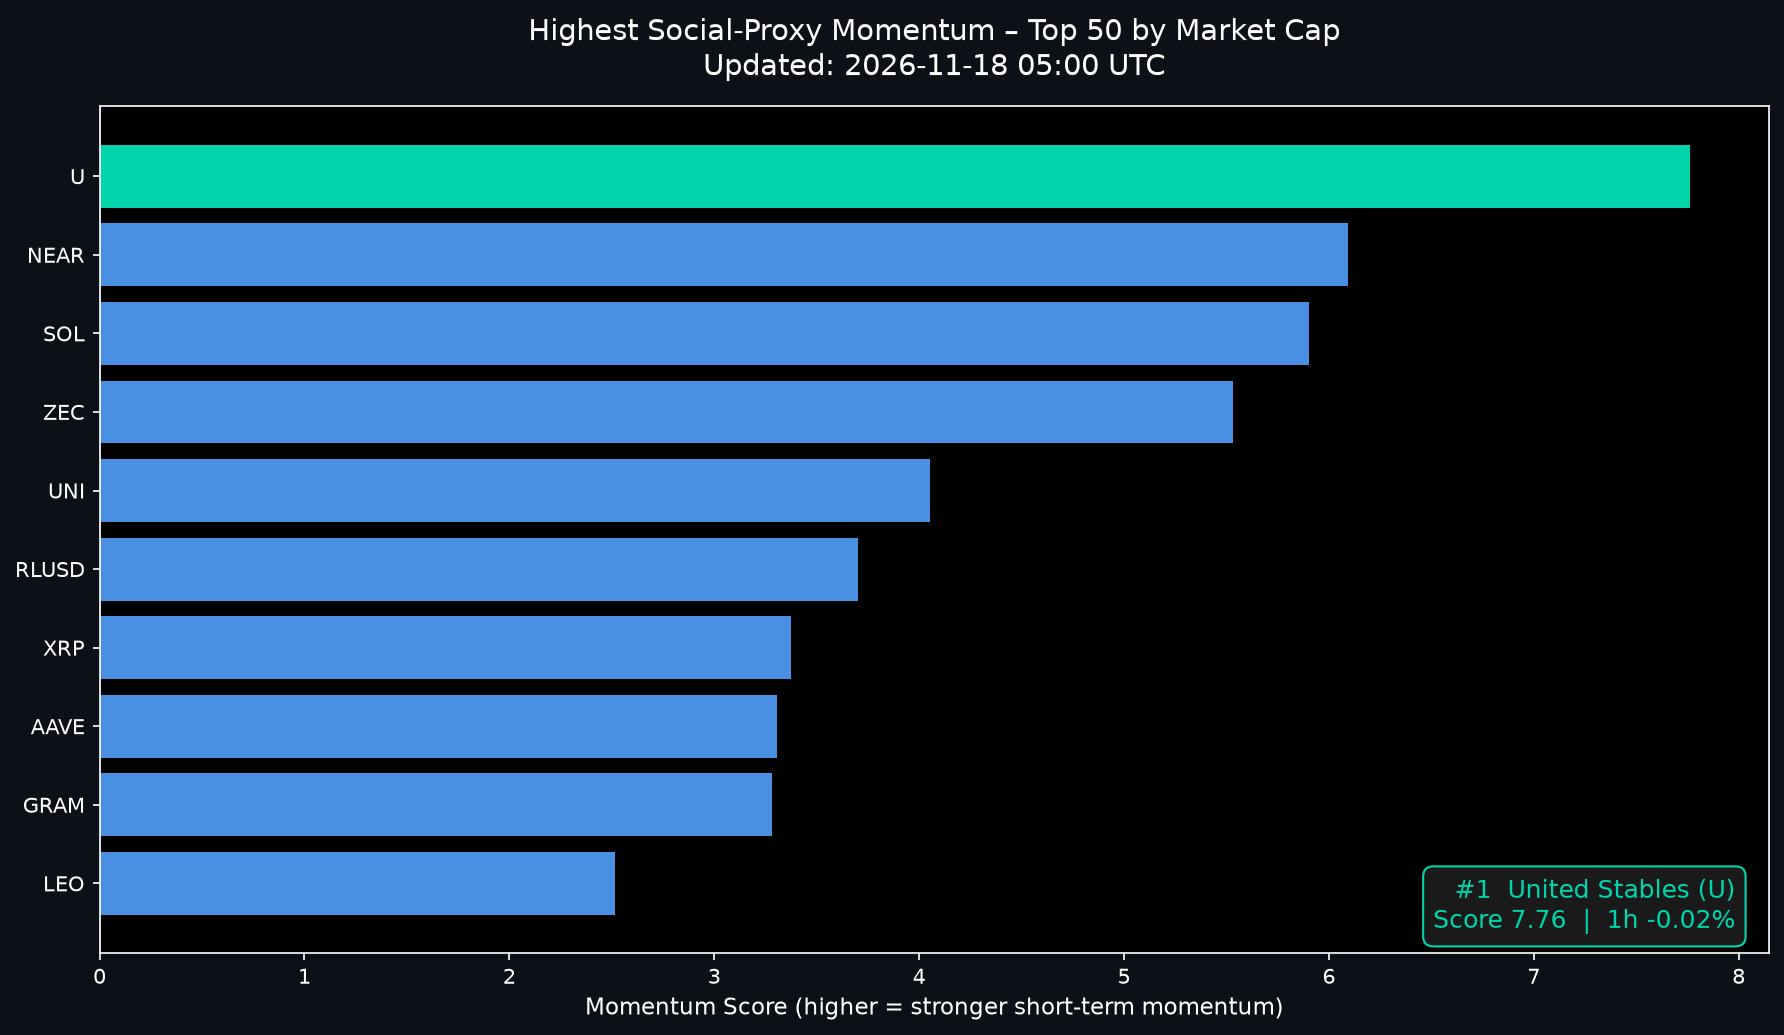 Highest Social-Proxy Momentum – Top 50 by Market Cap
Updated: 2026-11-18 05:00 UTC
U
NEAR
SOL
ZEC
UNI
RLUSD
XRP
AAVE
GRAM
LEO
#1  United Stables (U)
Score 7.76  |  1h -0.02%
0 1 2 3 4 5 6 7 8
Momentum Score (higher = stronger short-term momentum)